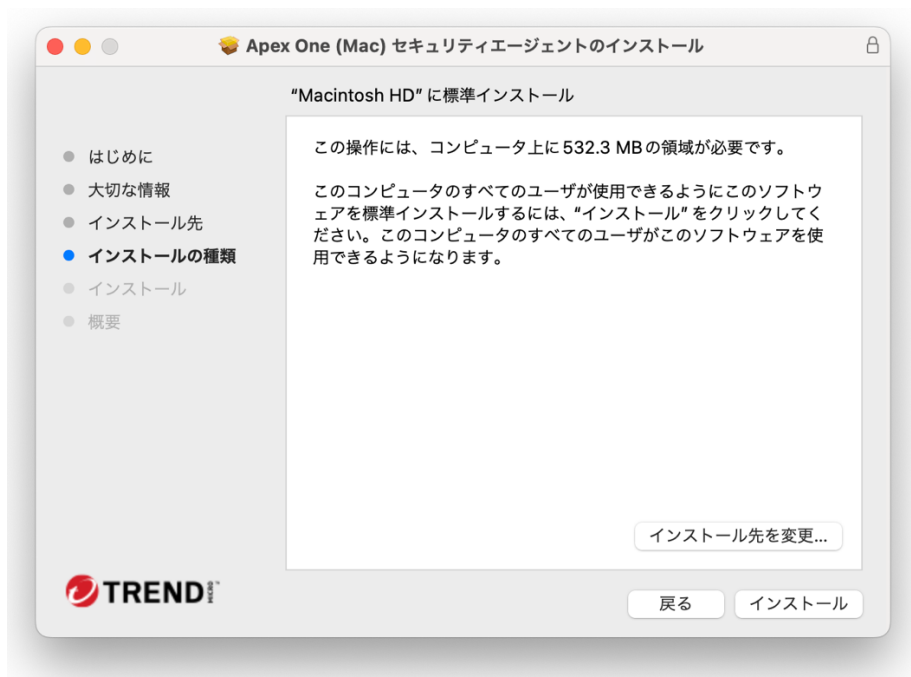 Apex One (Mac) セキュリティエージェントのインストール
"Macintosh HD" に標準インストール
はじめに
大切な情報
インストール先
インストールの種類
インストール
概要
この操作には、コンピュータ上に 532.3 MB の領域が必要です。
このコンピュータのすべてのユーザが使用できるようにこのソフトウ
ェアを標準インストールするには、"インストール" をクリックしてく
ださい。このコンピュータのすべてのユーザがこのソフトウェアを使
用できるようになります。
インストール先を変更...
TREND MICRO™
戻る
インストール